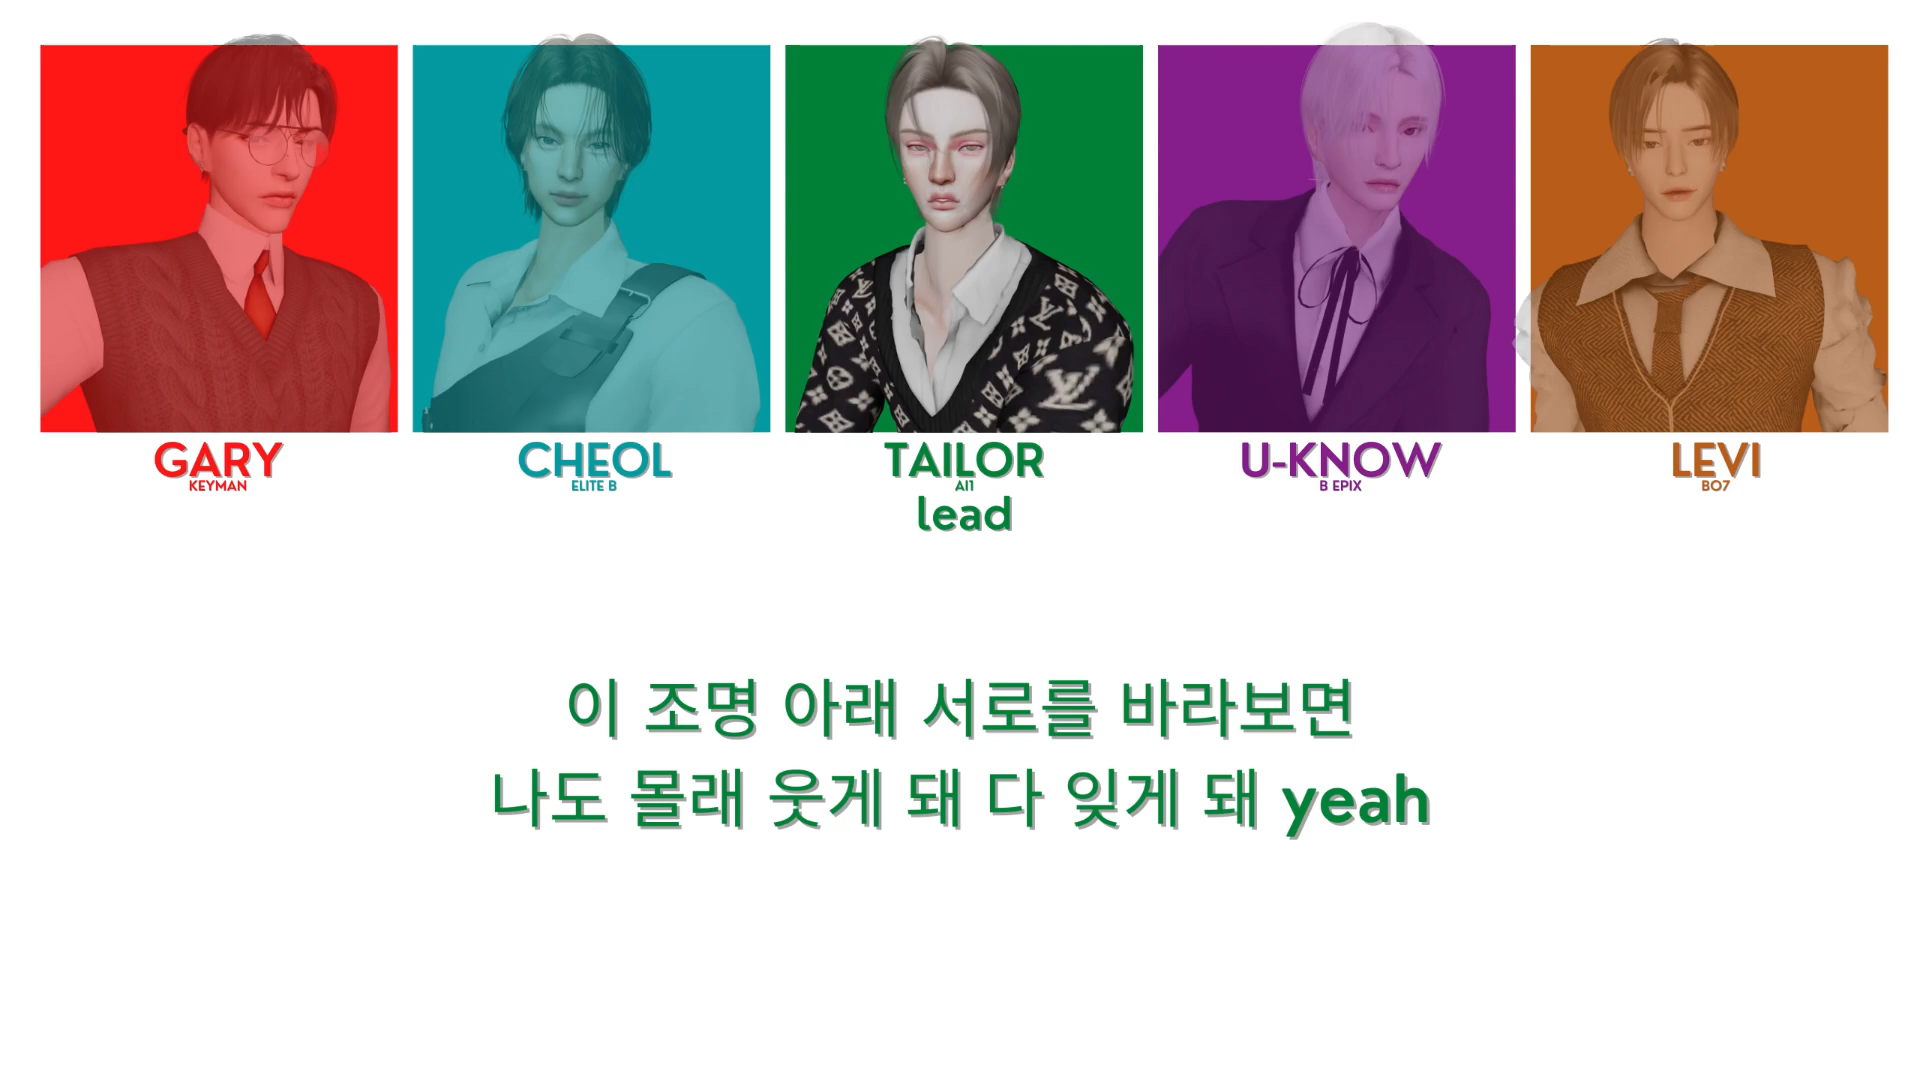 GARY
KEYMAN
CHEOL
ELITE B
TAILOR
AI1
lead
U-KNOW
B EPIX
LEVI
BO7
이 조명 아래 서로를 바라보면
나도 몰래 웃게 돼 다 잊게 돼 yeah